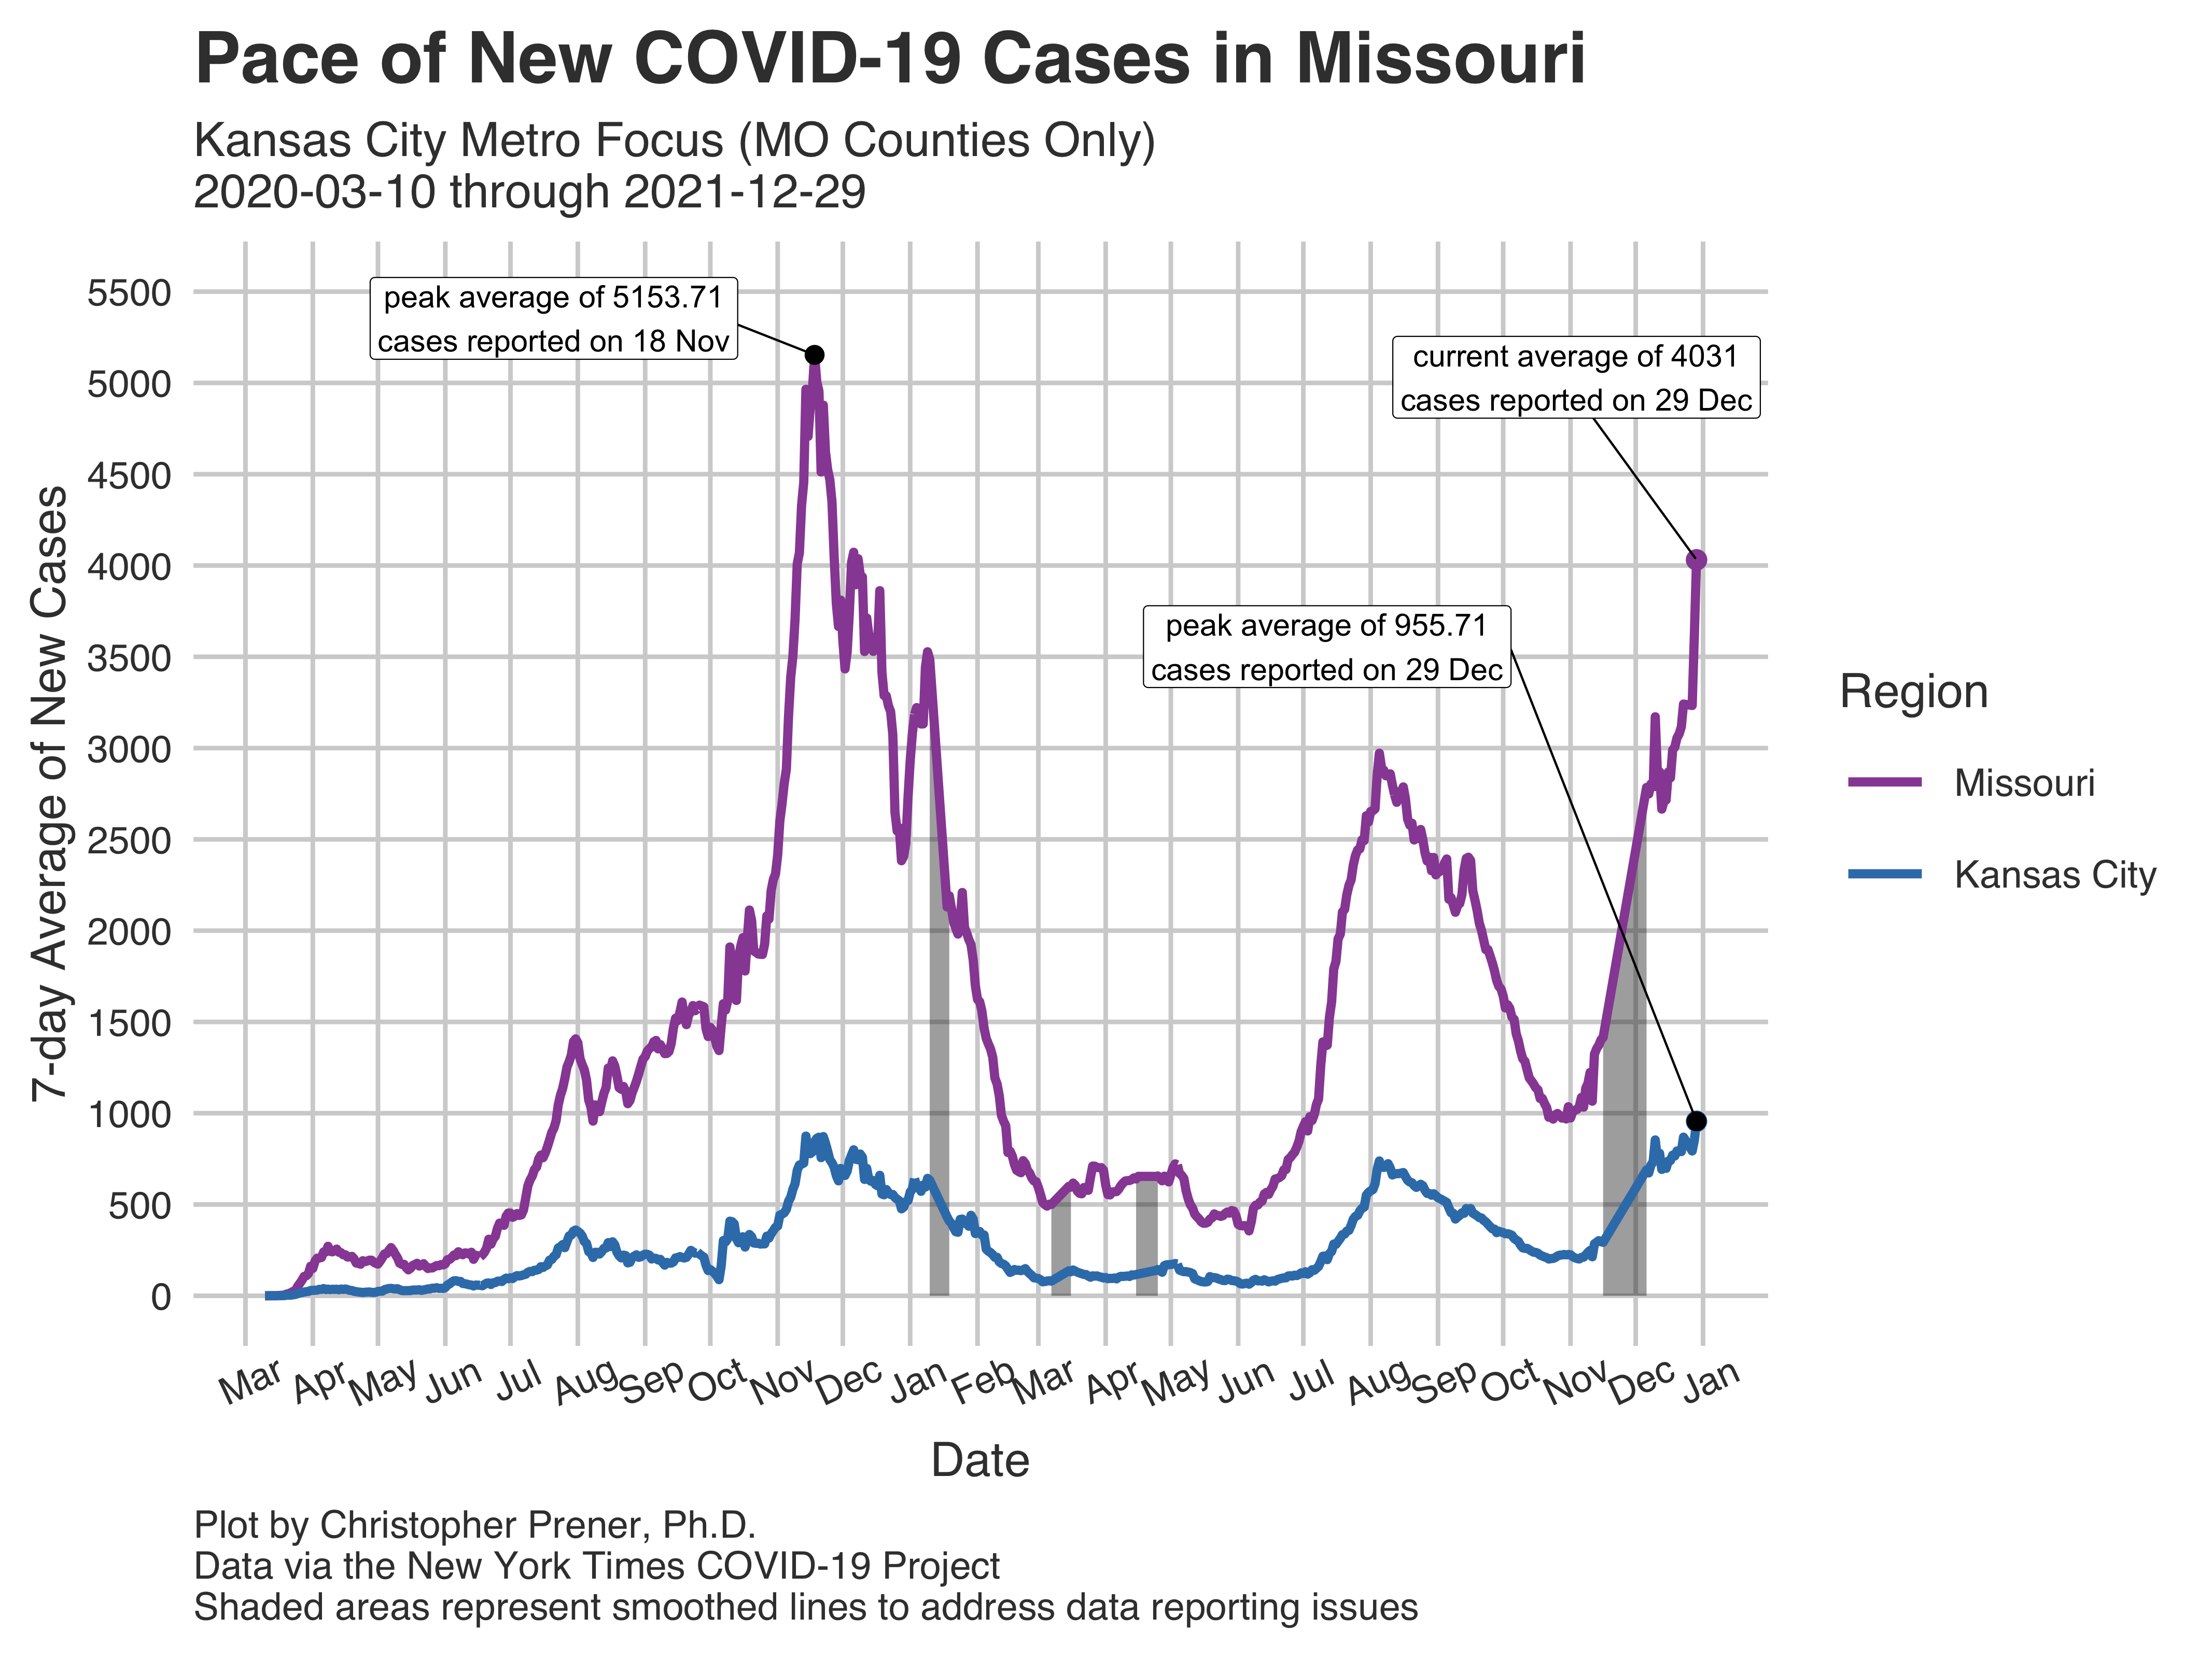 Pace of New COVID-19 Cases in Missouri
Kansas City Metro Focus (MO Counties Only)
2020-03-10 through 2021-12-29
7-day Average of New Cases
5500
5000
4500
4000
3500
3000
2500
2000
1500
1000
500
0
peak average of 5153.71
cases reported on 18 Nov
current average of 4031
cases reported on 29 Dec
peak average of 955.71
cases reported on 29 Dec
Region
Missouri
Kansas City
Mar Apr May Jun Jul Aug Sep Oct Nov Dec Jan Feb Mar Apr May Jun Jul Aug Sep Oct Nov Dec Jan
Date
Plot by Christopher Prener, Ph.D.
Data via the New York Times COVID-19 Project
Shaded areas represent smoothed lines to address data reporting issues